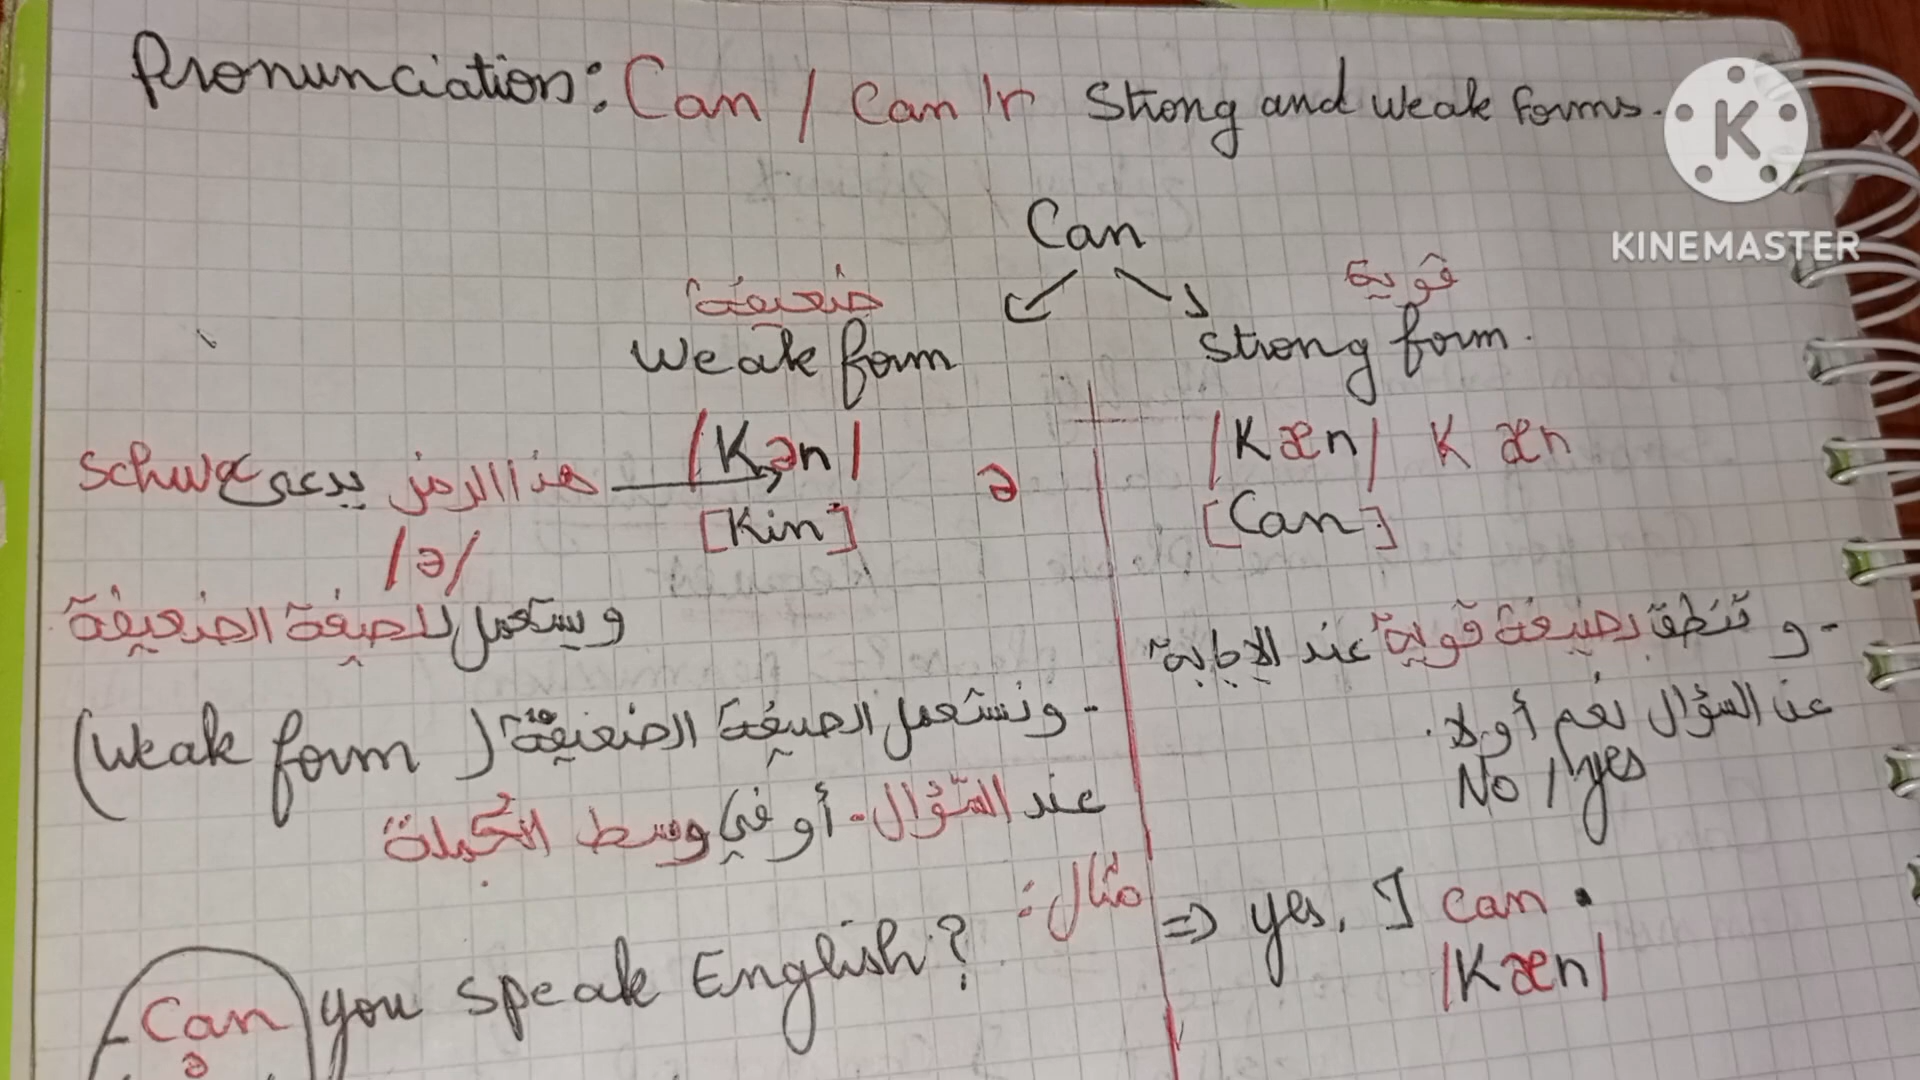 Pronunciation: Can / Can't Strong and weak forms.
K
KINEMASTER
Can
ضعيفة
قوية
Weak form
strong form.
/Kən/
ə
/Kæn/ K æn
هذا الرمز يدعى schwa
[Kin]
[Can]
/ə/
ويستعمل للصيغة الضعيفة
- ونستعمل الصيغة الضعيفة (weak form)
عند السؤال - أو في وسط الجملة
- و تنطق بصيغة قوية عند الإجابة
عن السؤال نعم أو لا.
No / yes
مثال:
- Can you speak English?
ə
=> yes, I can.
/Kæn/